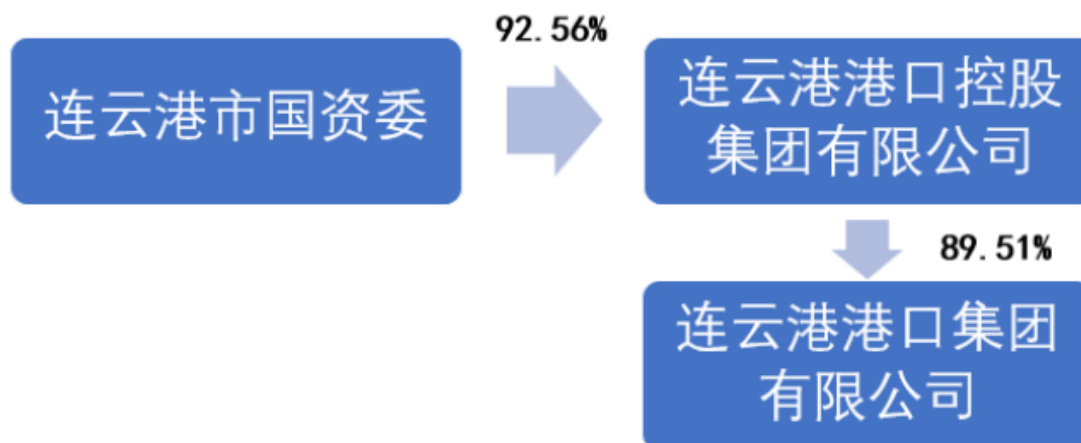 92.56%
连云港市国资委
连云港港口控股
集团有限公司
89.51%
连云港港口集团
有限公司